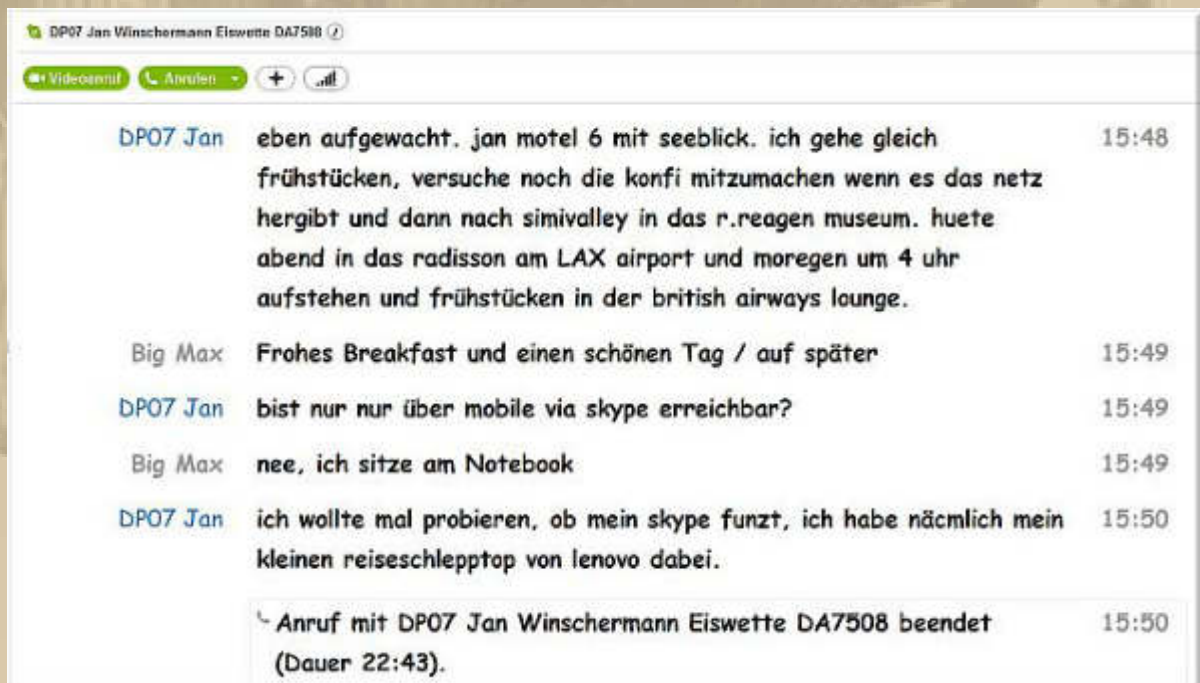 DP07 Jan Winschermann Eiswette DA7508
Videoanruf Anrufen
DP07 Jan eben aufgewacht. jan motel 6 mit seeblick. ich gehe gleich 15:48
frühstücken, versuche noch die konfi mitzumachen wenn es das netz
hergibt und dann nach simivalley in das r.reagen museum. huete
abend in das radisson am LAX airport und moregen um 4 uhr
aufstehen und frühstücken in der british airways lounge.
Big Max Frohes Breakfast und einen schönen Tag / auf später 15:49
DP07 Jan bist nur nur über mobile via skype erreichbar? 15:49
Big Max nee, ich sitze am Notebook 15:49
DP07 Jan ich wollte mal probieren, ob mein skype funzt, ich habe näcmlich mein 15:50
kleinen reiseschlepptop von lenovo dabei.
Anruf mit DP07 Jan Winschermann Eiswette DA7508 beendet 15:50
(Dauer 22:43).